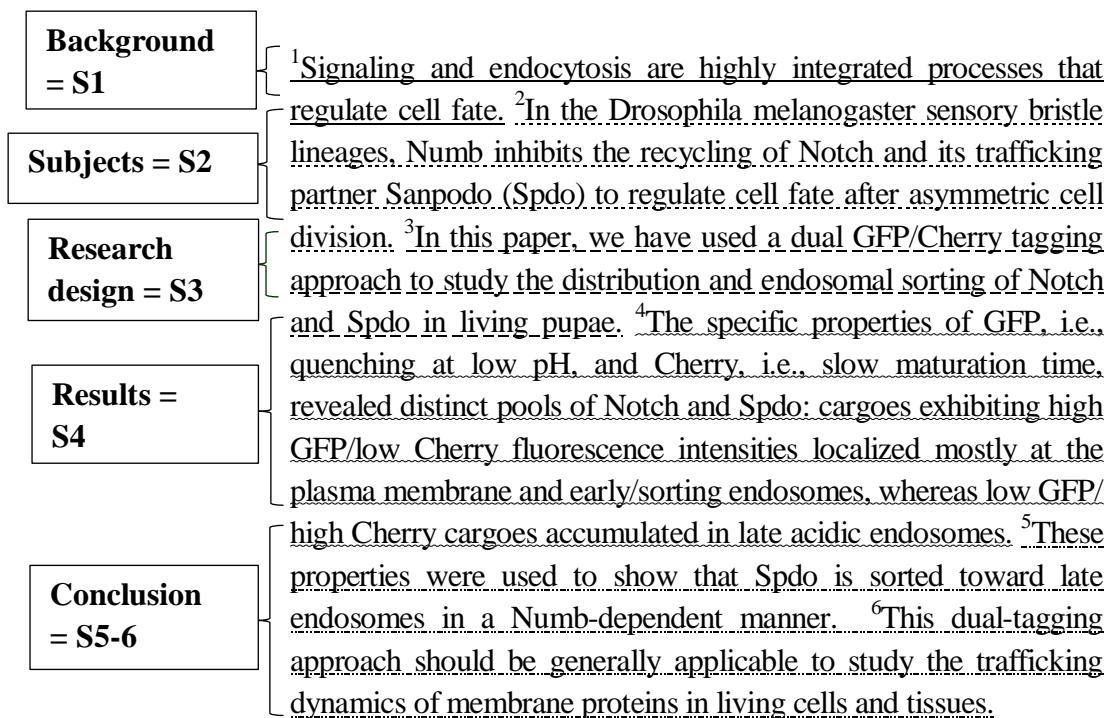 Background
= S1
Subjects = S2
Research
design = S3
Results =
S4
Conclusion
= S5-6
¹Signaling and endocytosis are highly integrated processes that
regulate cell fate. ²In the Drosophila melanogaster sensory bristle
lineages, Numb inhibits the recycling of Notch and its trafficking
partner Sanpodo (Spdo) to regulate cell fate after asymmetric cell
division. ³In this paper, we have used a dual GFP/Cherry tagging
approach to study the distribution and endosomal sorting of Notch
and Spdo in living pupae. ⁴The specific properties of GFP, i.e.,
quenching at low pH, and Cherry, i.e., slow maturation time,
revealed distinct pools of Notch and Spdo: cargoes exhibiting high
GFP/low Cherry fluorescence intensities localized mostly at the
plasma membrane and early/sorting endosomes, whereas low GFP/
high Cherry cargoes accumulated in late acidic endosomes. ⁵These
properties were used to show that Spdo is sorted toward late
endosomes in a Numb-dependent manner. ⁶This dual-tagging
approach should be generally applicable to study the trafficking
dynamics of membrane proteins in living cells and tissues.